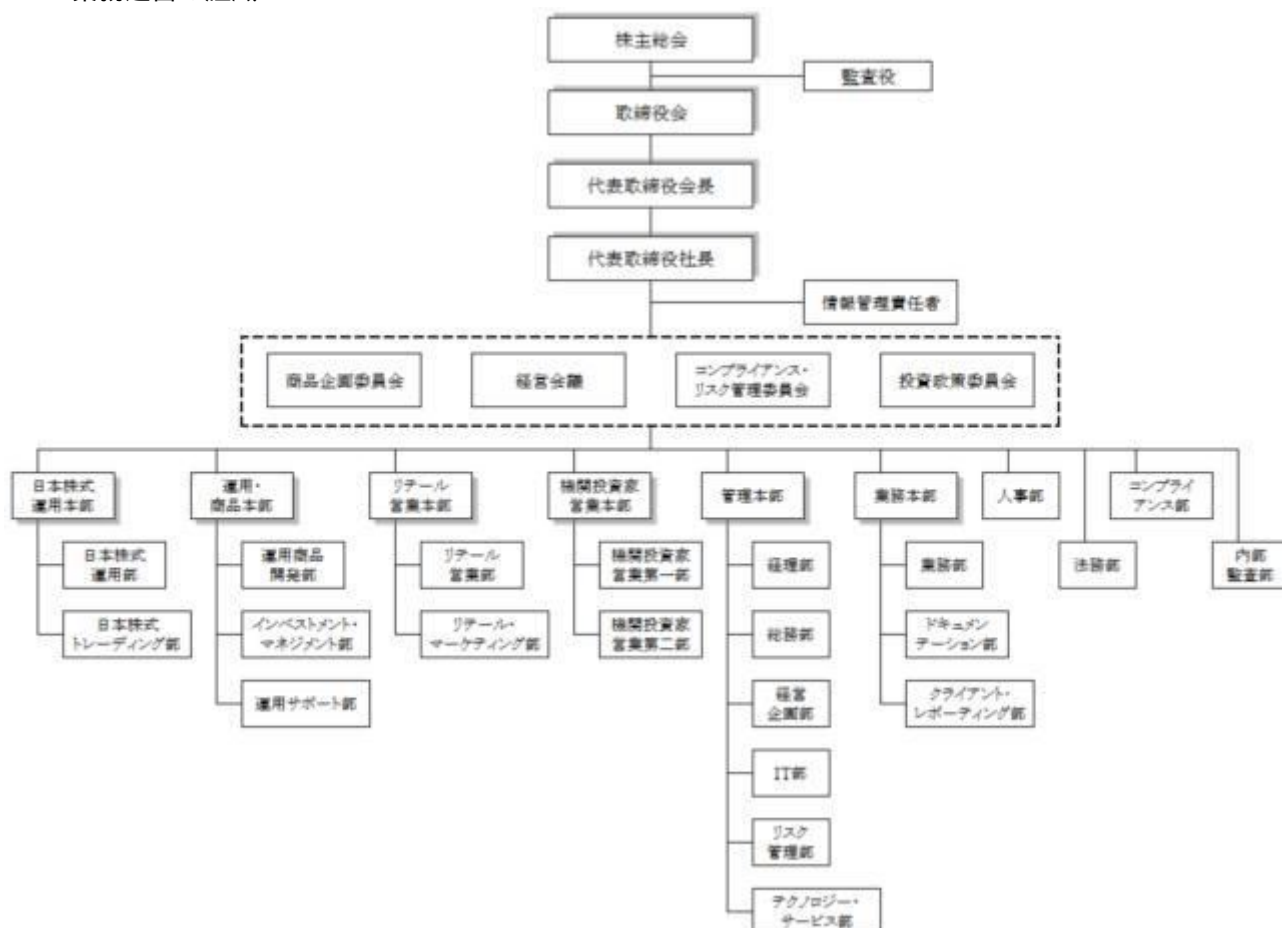 株主総会
監査役
取締役会
代表取締役会長
代表取締役社長
情報管理責任者
商品企画委員会
経営会議
コンプライアンス・
リスク管理委員会
投資政策委員会
日本株式
運用本部
運用・
商品本部
リテール
営業本部
機関投資家
営業本部
管理本部
業務本部
人事部
コンプライ
アンス部
日本株式
運用部
運用商品
開発部
リテール
営業部
機関投資家
営業第一部
経理部
業務部
法務部
内部
監査部
日本株式
トレーディング部
インベストメント・
マネジメント部
リテール・
マーケティング部
機関投資家
営業第二部
総務部
ドキュメン
テーション部
運用サポート部
経営
企画部
クライアント・
レポーティング部
IT部
リスク
管理部
テクノロジー・
サービス部